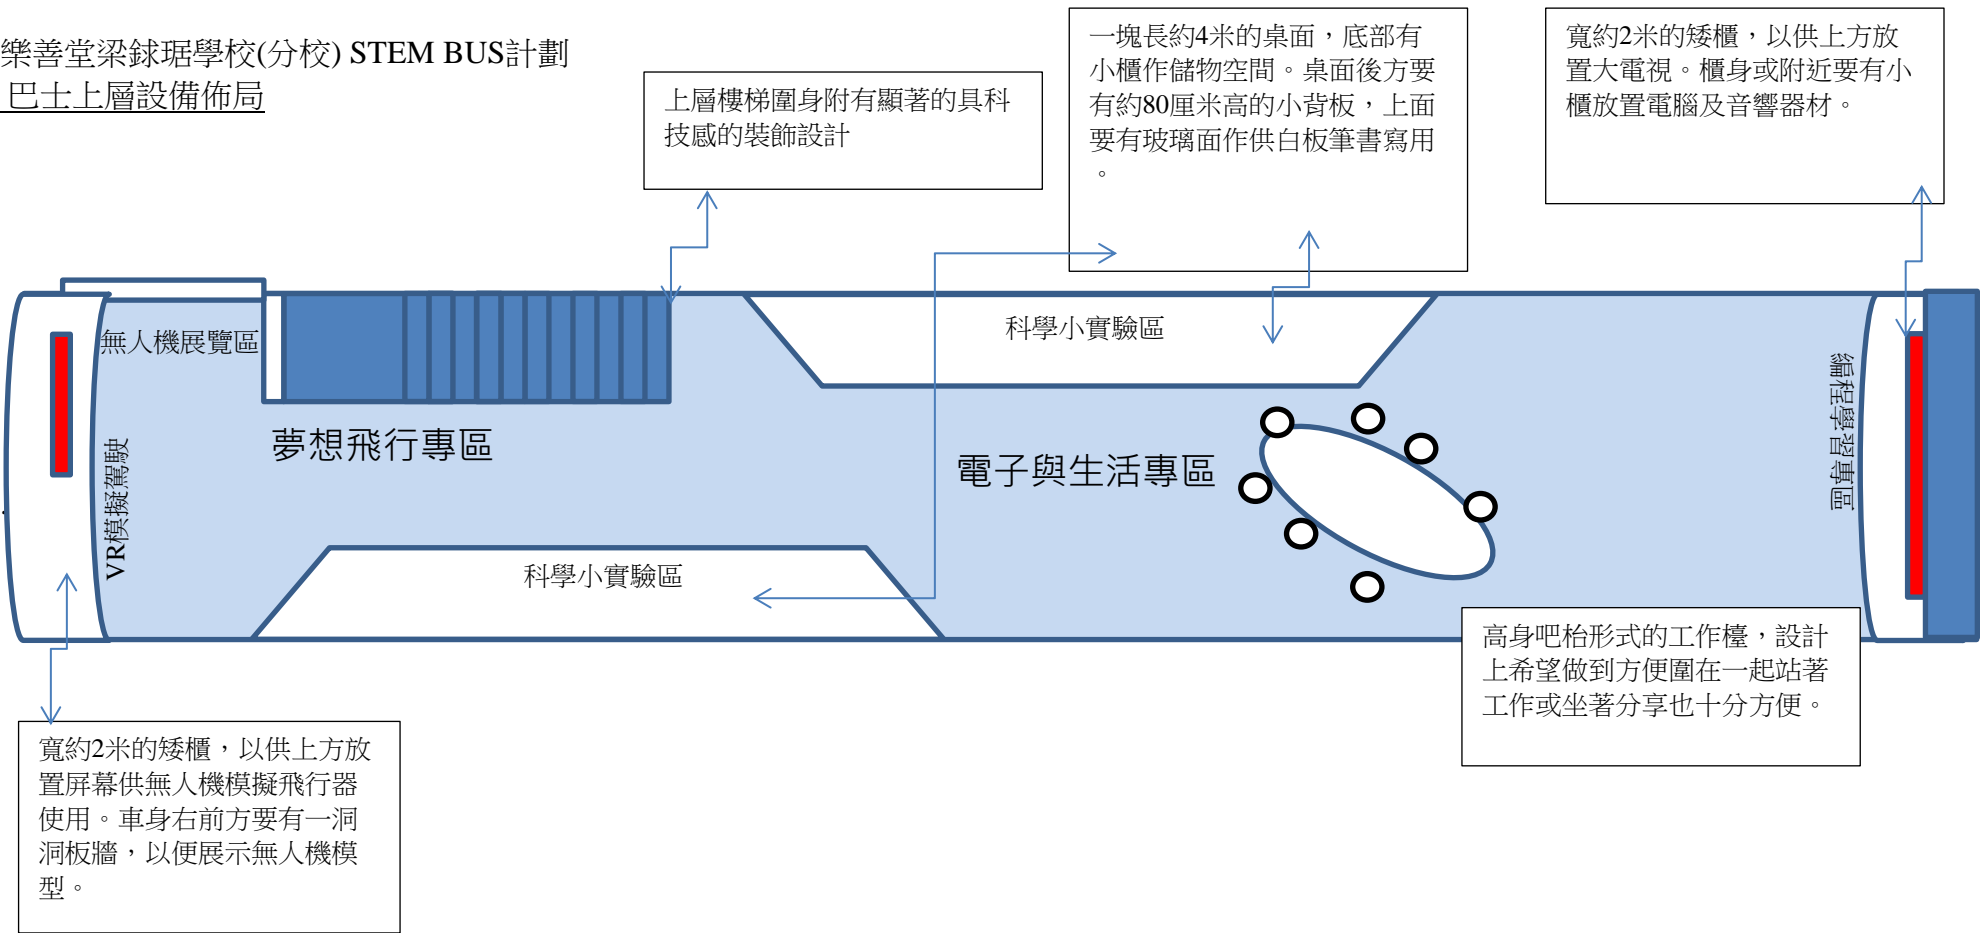 樂善堂梁銶琚學校(分校) STEM BUS計劃
巴士上層設備佈局
上層樓梯圍身附有顯著的具科
技感的裝飾設計
一塊長約4米的桌面，底部有
小櫃作儲物空間。桌面後方要
有約80厘米高的小背板，上面
要有玻璃面作供白板筆書寫用
。
寬約2米的矮櫃，以供上方放
置大電視。櫃身或附近要有小
櫃放置電腦及音響器材。
無人機展覽區
科學小實驗區
編程學習專區
VR模擬駕駛
夢想飛行專區
電子與生活專區
科學小實驗區
高身吧枱形式的工作檯，設計
上希望做到方便圍在一起站著
工作或坐著分享也十分方便。
寬約2米的矮櫃，以供上方放
置屏幕供無人機模擬飛行器
使用。車身右前方要有一洞
洞板牆，以便展示無人機模
型。